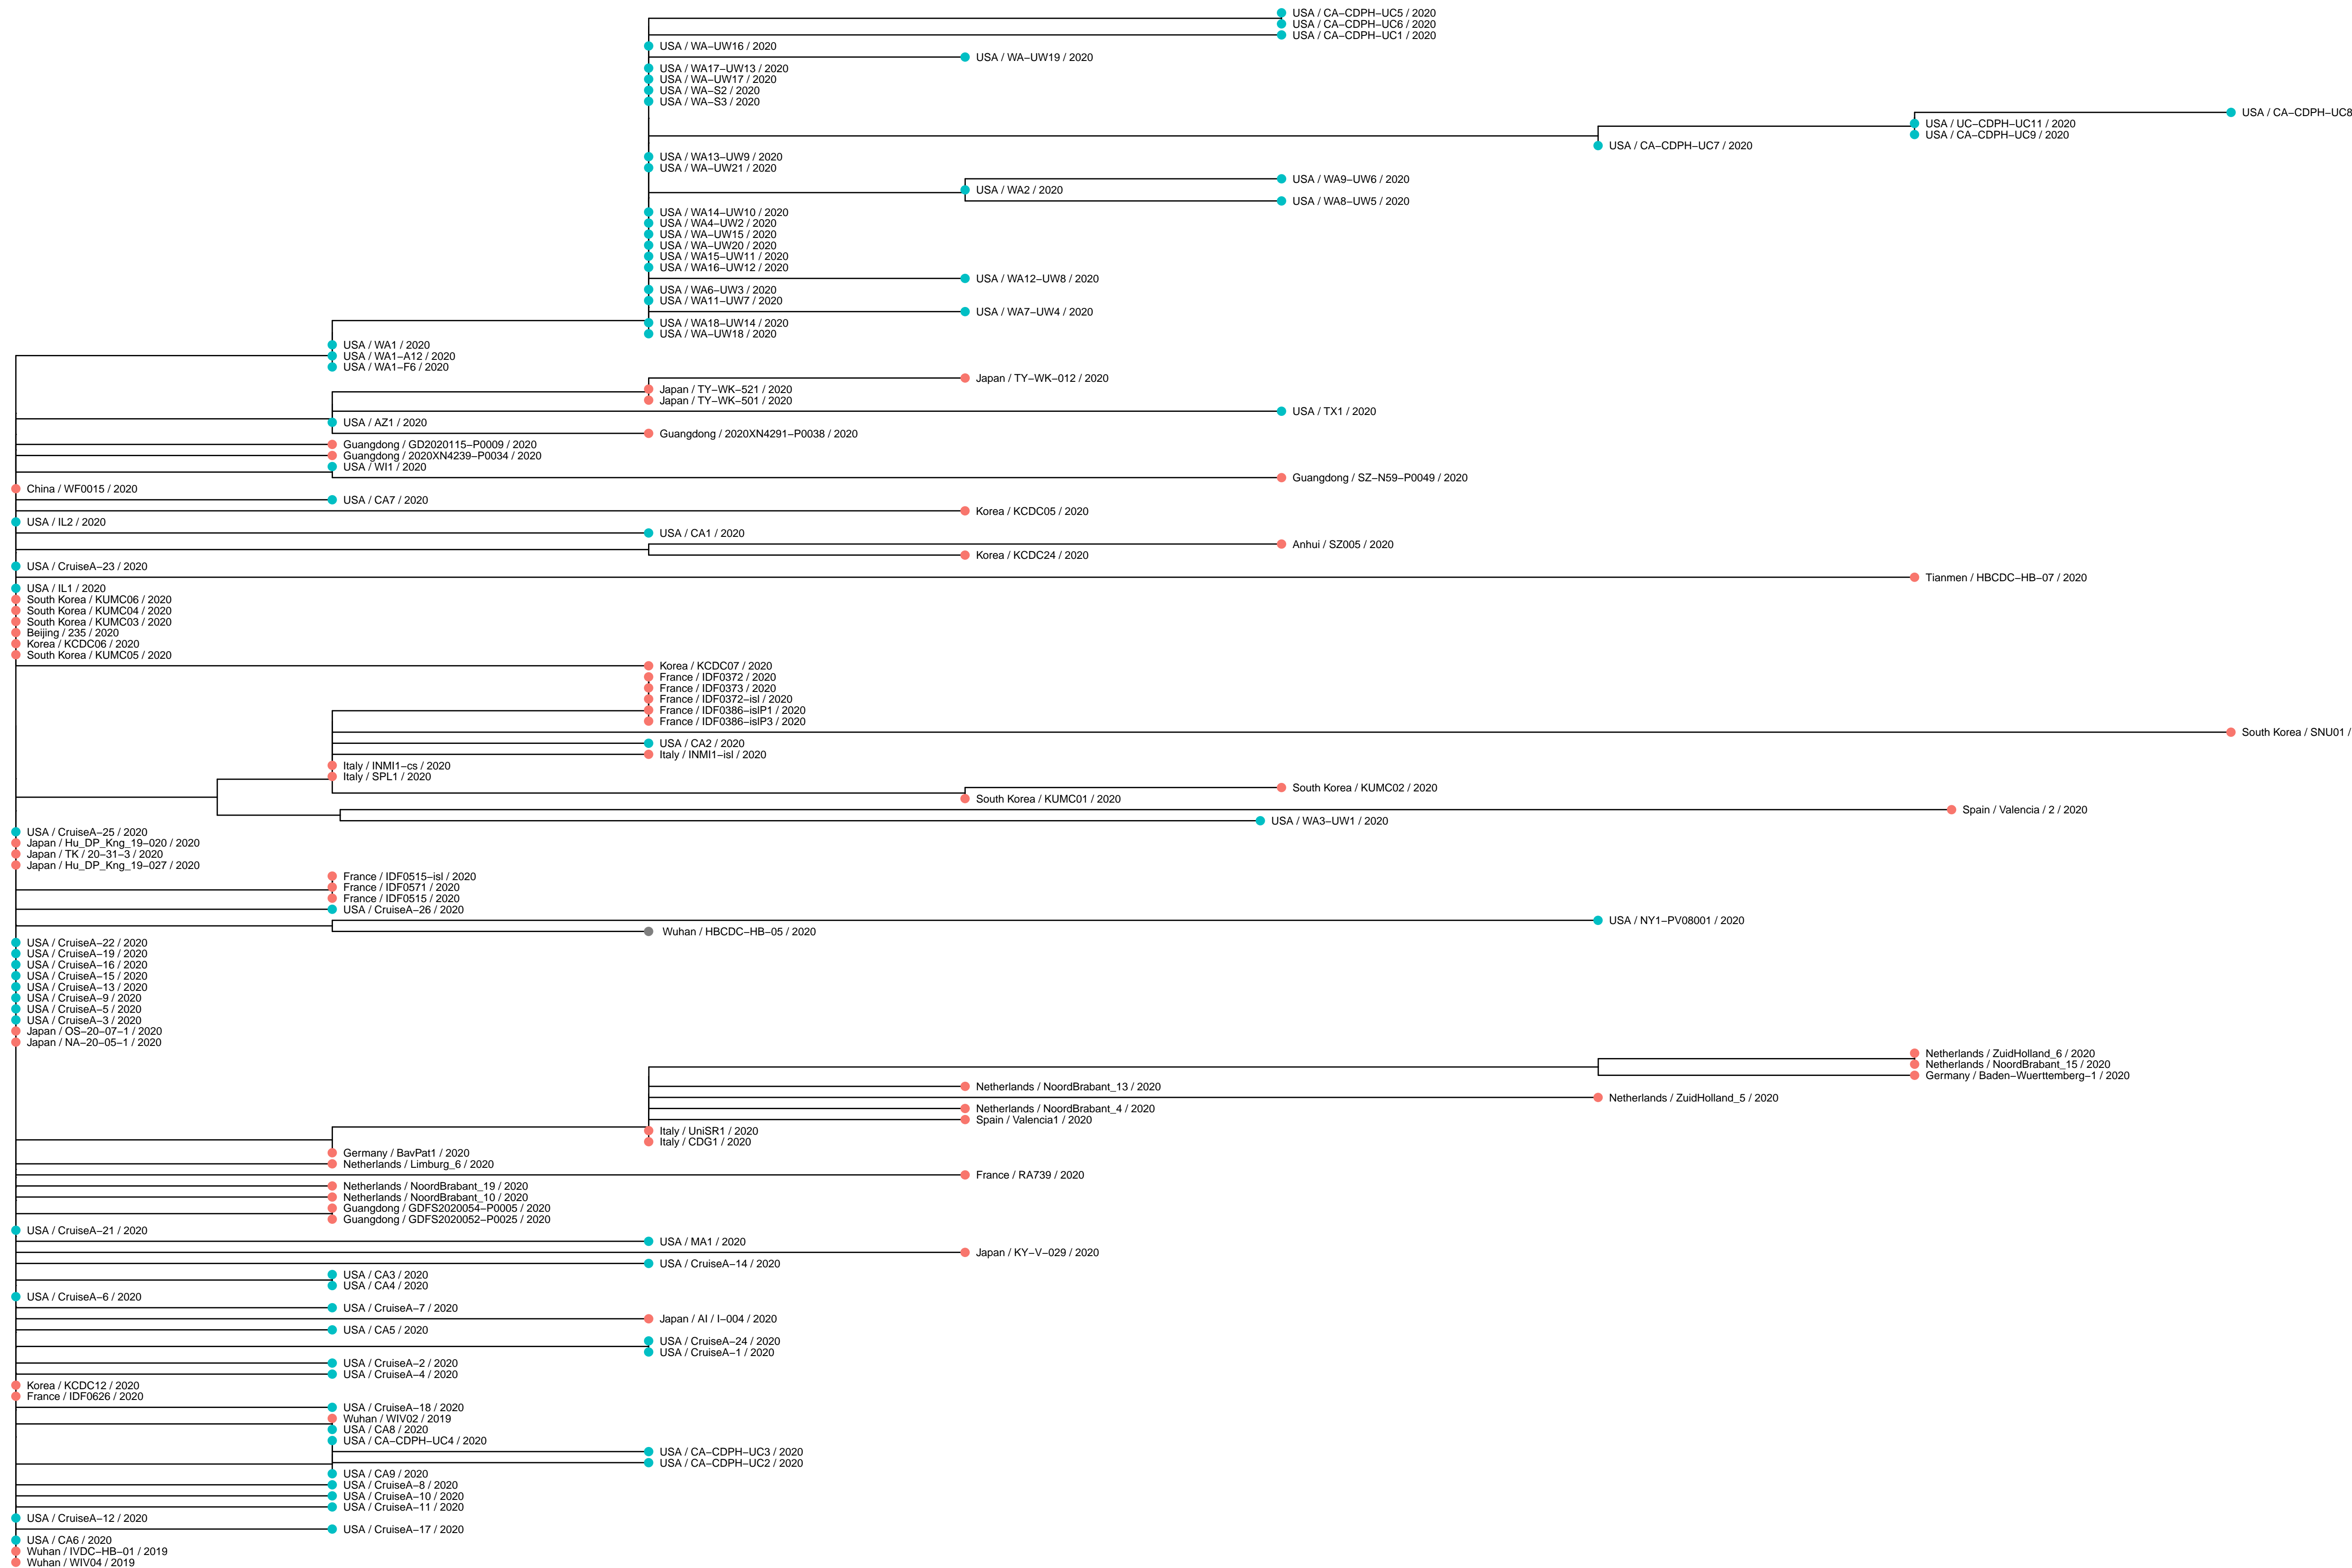 USA / CA−CDPH−UC5 / 2020
USA / CA−CDPH−UC6 / 2020
USA / CA−CDPH−UC1 / 2020
USA / WA−UW16 / 2020
USA / WA−UW19 / 2020
USA / WA17−UW13 / 2020
USA / WA−UW17 / 2020
USA / WA−S2 / 2020
USA / WA−S3 / 2020
USA / CA−CDPH−UC8
USA / UC−CDPH−UC11 / 2020
USA / CA−CDPH−UC9 / 2020
USA / CA−CDPH−UC7 / 2020
USA / WA13−UW9 / 2020
USA / WA−UW21 / 2020
USA / WA9−UW6 / 2020
USA / WA2 / 2020
USA / WA8−UW5 / 2020
USA / WA14−UW10 / 2020
USA / WA4−UW2 / 2020
USA / WA−UW15 / 2020
USA / WA−UW20 / 2020
USA / WA15−UW11 / 2020
USA / WA16−UW12 / 2020
USA / WA12−UW8 / 2020
USA / WA6−UW3 / 2020
USA / WA11−UW7 / 2020
USA / WA7−UW4 / 2020
USA / WA18−UW14 / 2020
USA / WA−UW18 / 2020
USA / WA1 / 2020
USA / WA1−A12 / 2020
USA / WA1−F6 / 2020
Japan / TY−WK−012 / 2020
Japan / TY−WK−521 / 2020
Japan / TY−WK−501 / 2020
USA / TX1 / 2020
USA / AZ1 / 2020
Guangdong / 2020XN4291−P0038 / 2020
Guangdong / GD2020115−P0009 / 2020
Guangdong / 2020XN4239−P0034 / 2020
USA / WI1 / 2020
Guangdong / SZ−N59−P0049 / 2020
China / WF0015 / 2020
USA / CA7 / 2020
Korea / KCDC05 / 2020
USA / IL2 / 2020
USA / CA1 / 2020
Anhui / SZ005 / 2020
Korea / KCDC24 / 2020
USA / CruiseA−23 / 2020
Tianmen / HBCDC−HB−07 / 2020
USA / IL1 / 2020
South Korea / KUMC06 / 2020
South Korea / KUMC04 / 2020
South Korea / KUMC03 / 2020
Beijing / 235 / 2020
Korea / KCDC06 / 2020
South Korea / KUMC05 / 2020
Korea / KCDC07 / 2020
France / IDF0372 / 2020
France / IDF0373 / 2020
France / IDF0372−isl / 2020
France / IDF0386−islP1 / 2020
France / IDF0386−islP3 / 2020
South Korea / SNU01 /
USA / CA2 / 2020
Italy / INMI1−isl / 2020
Italy / INMI1−cs / 2020
Italy / SPL1 / 2020
South Korea / KUMC02 / 2020
South Korea / KUMC01 / 2020
Spain / Valencia / 2 / 2020
USA / WA3−UW1 / 2020
USA / CruiseA−25 / 2020
Japan / Hu_DP_Kng_19−020 / 2020
Japan / TK / 20−31−3 / 2020
Japan / Hu_DP_Kng_19−027 / 2020
France / IDF0515−isl / 2020
France / IDF0571 / 2020
France / IDF0515 / 2020
USA / CruiseA−26 / 2020
USA / NY1−PV08001 / 2020
Wuhan / HBCDC−HB−05 / 2020
USA / CruiseA−22 / 2020
USA / CruiseA−19 / 2020
USA / CruiseA−16 / 2020
USA / CruiseA−15 / 2020
USA / CruiseA−13 / 2020
USA / CruiseA−9 / 2020
USA / CruiseA−5 / 2020
USA / CruiseA−3 / 2020
Japan / OS−20−07−1 / 2020
Japan / NA−20−05−1 / 2020
Netherlands / ZuidHolland_6 / 2020
Netherlands / NoordBrabant_15 / 2020
Germany / Baden−Wuerttemberg−1 / 2020
Netherlands / NoordBrabant_13 / 2020
Netherlands / ZuidHolland_5 / 2020
Netherlands / NoordBrabant_4 / 2020
Spain / Valencia1 / 2020
Italy / UniSR1 / 2020
Italy / CDG1 / 2020
Germany / BavPat1 / 2020
Netherlands / Limburg_6 / 2020
France / RA739 / 2020
Netherlands / NoordBrabant_19 / 2020
Netherlands / NoordBrabant_10 / 2020
Guangdong / GDFS2020054−P0005 / 2020
Guangdong / GDFS2020052−P0025 / 2020
USA / CruiseA−21 / 2020
USA / MA1 / 2020
Japan / KY−V−029 / 2020
USA / CruiseA−14 / 2020
USA / CA3 / 2020
USA / CA4 / 2020
USA / CruiseA−6 / 2020
USA / CruiseA−7 / 2020
Japan / AI / I−004 / 2020
USA / CA5 / 2020
USA / CruiseA−24 / 2020
USA / CruiseA−1 / 2020
USA / CruiseA−2 / 2020
USA / CruiseA−4 / 2020
Korea / KCDC12 / 2020
France / IDF0626 / 2020
USA / CruiseA−18 / 2020
Wuhan / WIV02 / 2019
USA / CA8 / 2020
USA / CA−CDPH−UC4 / 2020
USA / CA−CDPH−UC3 / 2020
USA / CA−CDPH−UC2 / 2020
USA / CA9 / 2020
USA / CruiseA−8 / 2020
USA / CruiseA−10 / 2020
USA / CruiseA−11 / 2020
USA / CruiseA−12 / 2020
USA / CruiseA−17 / 2020
USA / CA6 / 2020
Wuhan / IVDC−HB−01 / 2019
Wuhan / WIV04 / 2019